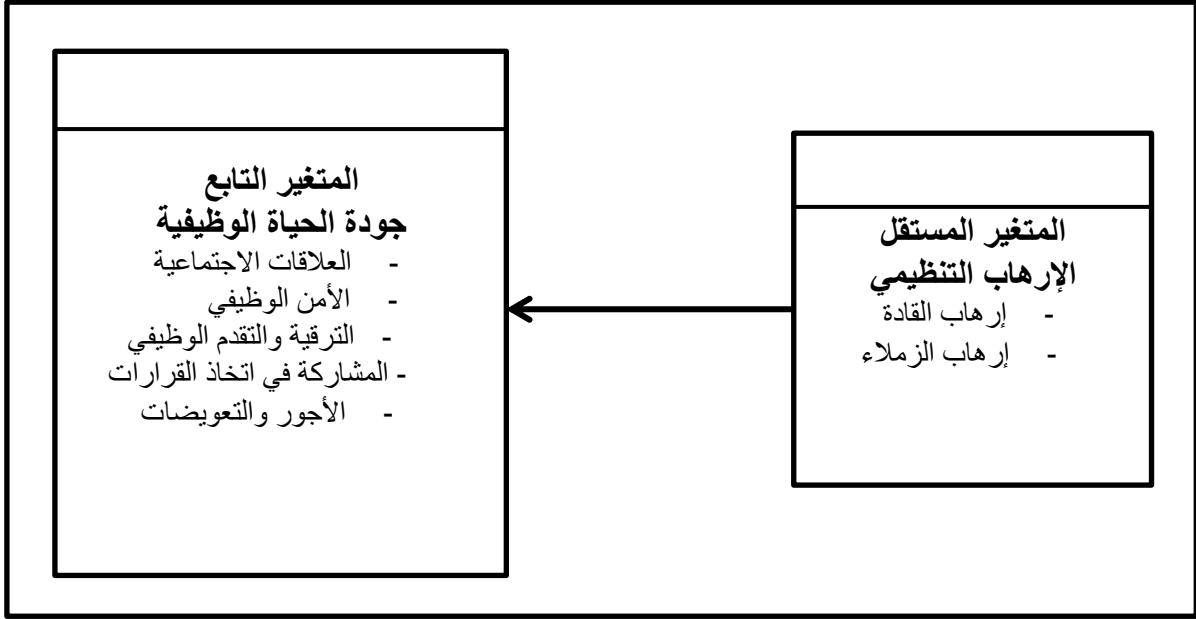 المتغير المستقل
الإرهاب التنظيمي
- إرهاب القادة
- إرهاب الزملاء
المتغير التابع
جودة الحياة الوظيفية
- العلاقات الاجتماعية
- الأمن الوظيفي
- الترقية والتقدم الوظيفي
- المشاركة في اتخاذ القرارات
- الأجور والتعويضات